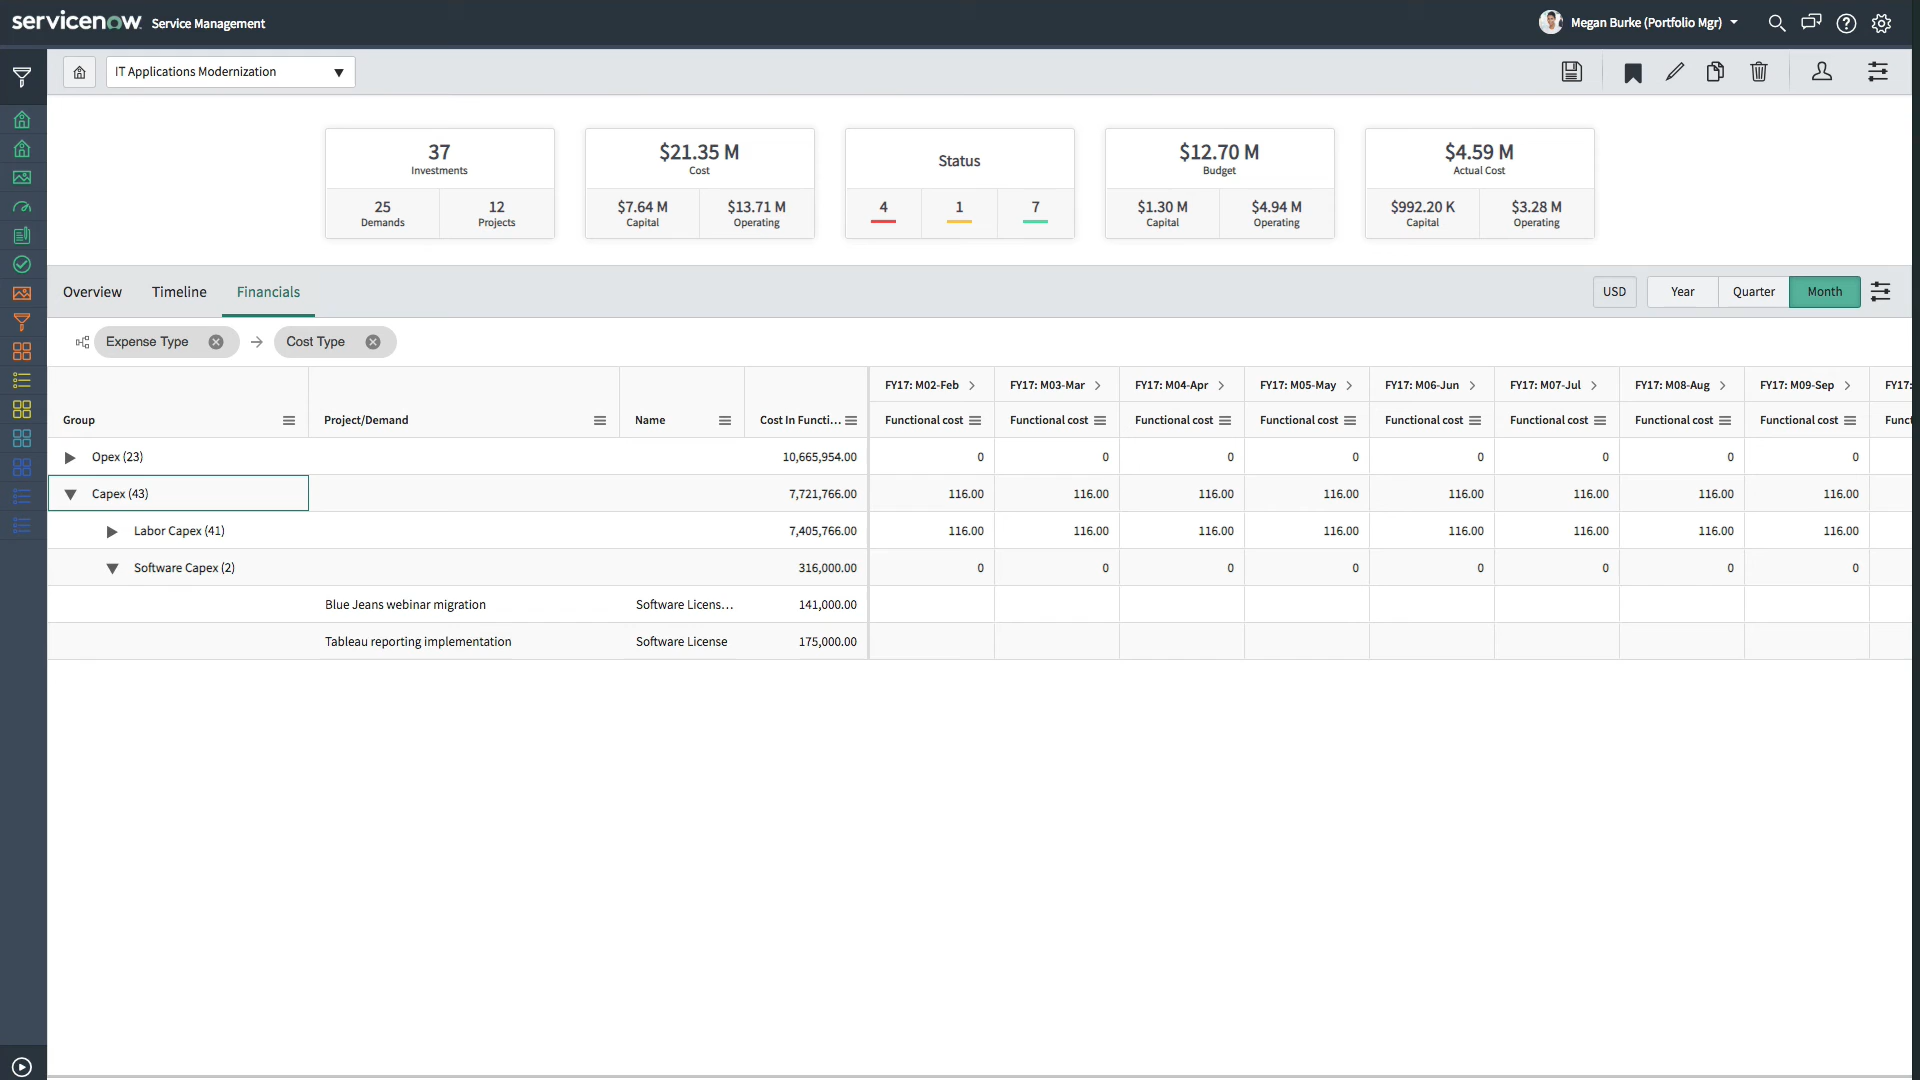 servicenow Service Management
Megan Burke (Portfolio Mgr)
IT Applications Modernization
37
Investments
25
Demands
12
Projects
$21.35 M
Cost
$7.64 M
Capital
$13.71 M
Operating
Status
4
1
7
$12.70 M
Budget
$1.30 M
Capital
$4.94 M
Operating
$4.59 M
Actual Cost
$992.20 K
Capital
$3.28 M
Operating
Overview Timeline Financials
USD Year Quarter Month
Expense Type Cost Type
FY17: M02-Feb FY17: M03-Mar FY17: M04-Apr FY17: M05-May FY17: M06-Jun FY17: M07-Jul FY17: M08-Aug FY17: M09-Sep FY17:
Group Project/Demand Name Cost In Functi... Functional cost Functional cost Functional cost Functional cost Functional cost Functional cost Functional cost Functional cost Funct
Opex (23) 10,665,954.00 0 0 0 0 0 0 0 0
Capex (43) 7,721,766.00 116.00 116.00 116.00 116.00 116.00 116.00 116.00 116.00
Labor Capex (41) 7,405,766.00 116.00 116.00 116.00 116.00 116.00 116.00 116.00 116.00
Software Capex (2) 316,000.00 0 0 0 0 0 0 0 0
Blue Jeans webinar migration Software Licens... 141,000.00
Tableau reporting implementation Software License 175,000.00